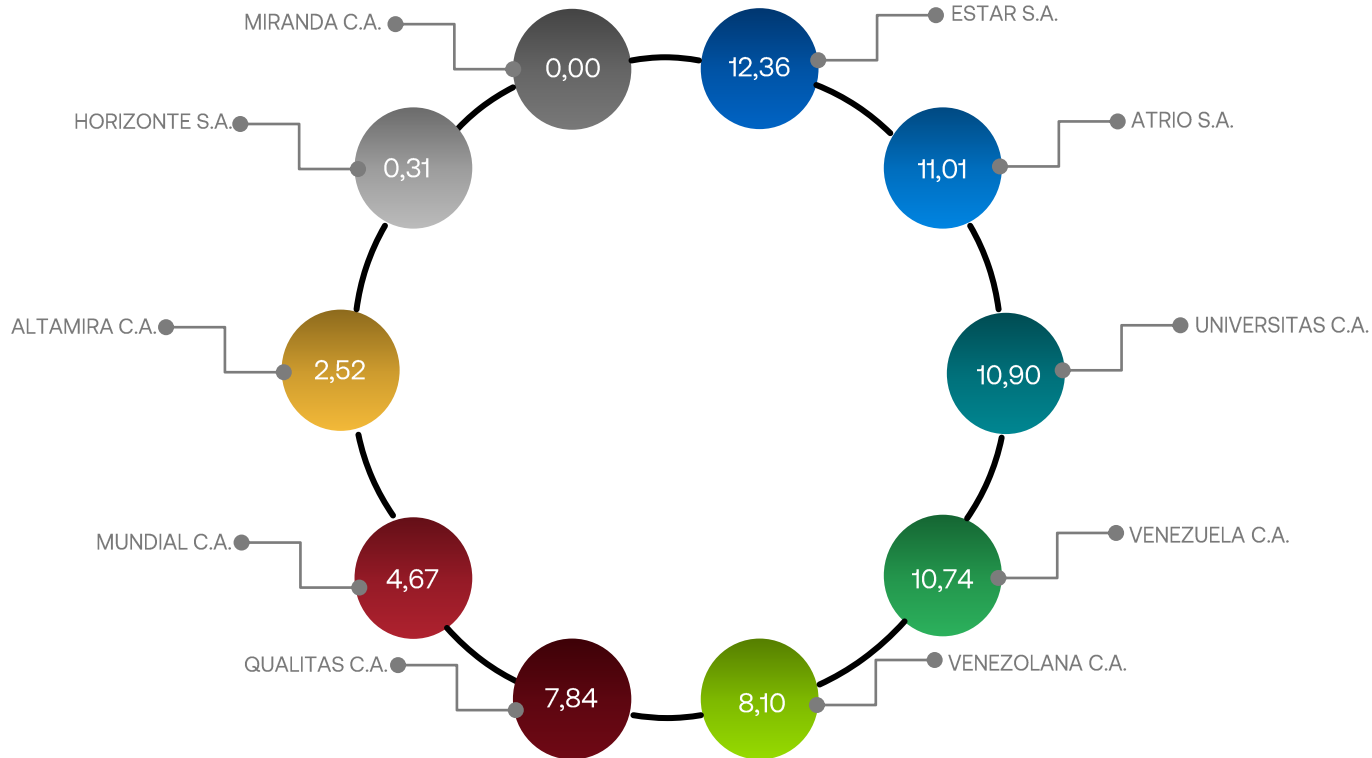 MIRANDA C.A.
0,00
12,36
ESTAR S.A.
HORIZONTE S.A.
0,31
11,01
ATRIO S.A.
ALTAMIRA C.A.
2,52
10,90
UNIVERSITAS C.A.
MUNDIAL C.A.
4,67
10,74
VENEZUELA C.A.
QUALITAS C.A.
7,84
8,10
VENEZOLANA C.A.